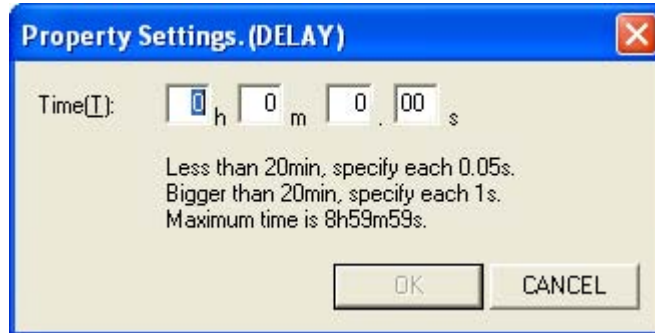 Property Settings.(DELAY)
Time(T): 0 h 0 m 0 . 00 s
Less than 20min, specify each 0.05s.
Bigger than 20min, specify each 1s.
Maximum time is 8h59m59s.
OK CANCEL